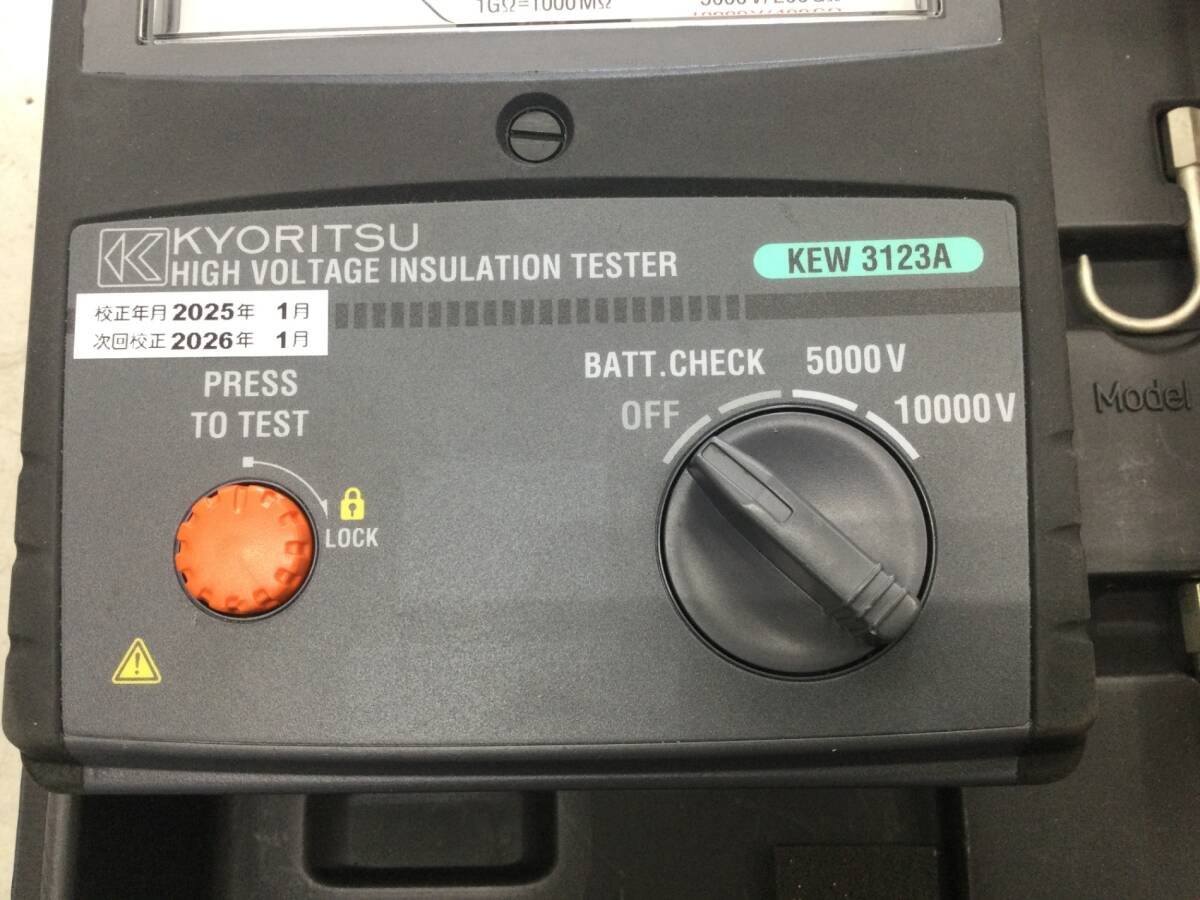 1GΩ=1000MΩ
KYORITSU
HIGH VOLTAGE INSULATION TESTER
KEW 3123A
校正年月 2025年 1月
次回校正 2026年 1月
PRESS
TO TEST
LOCK
BATT.CHECK
5000V
OFF
10000V
Model